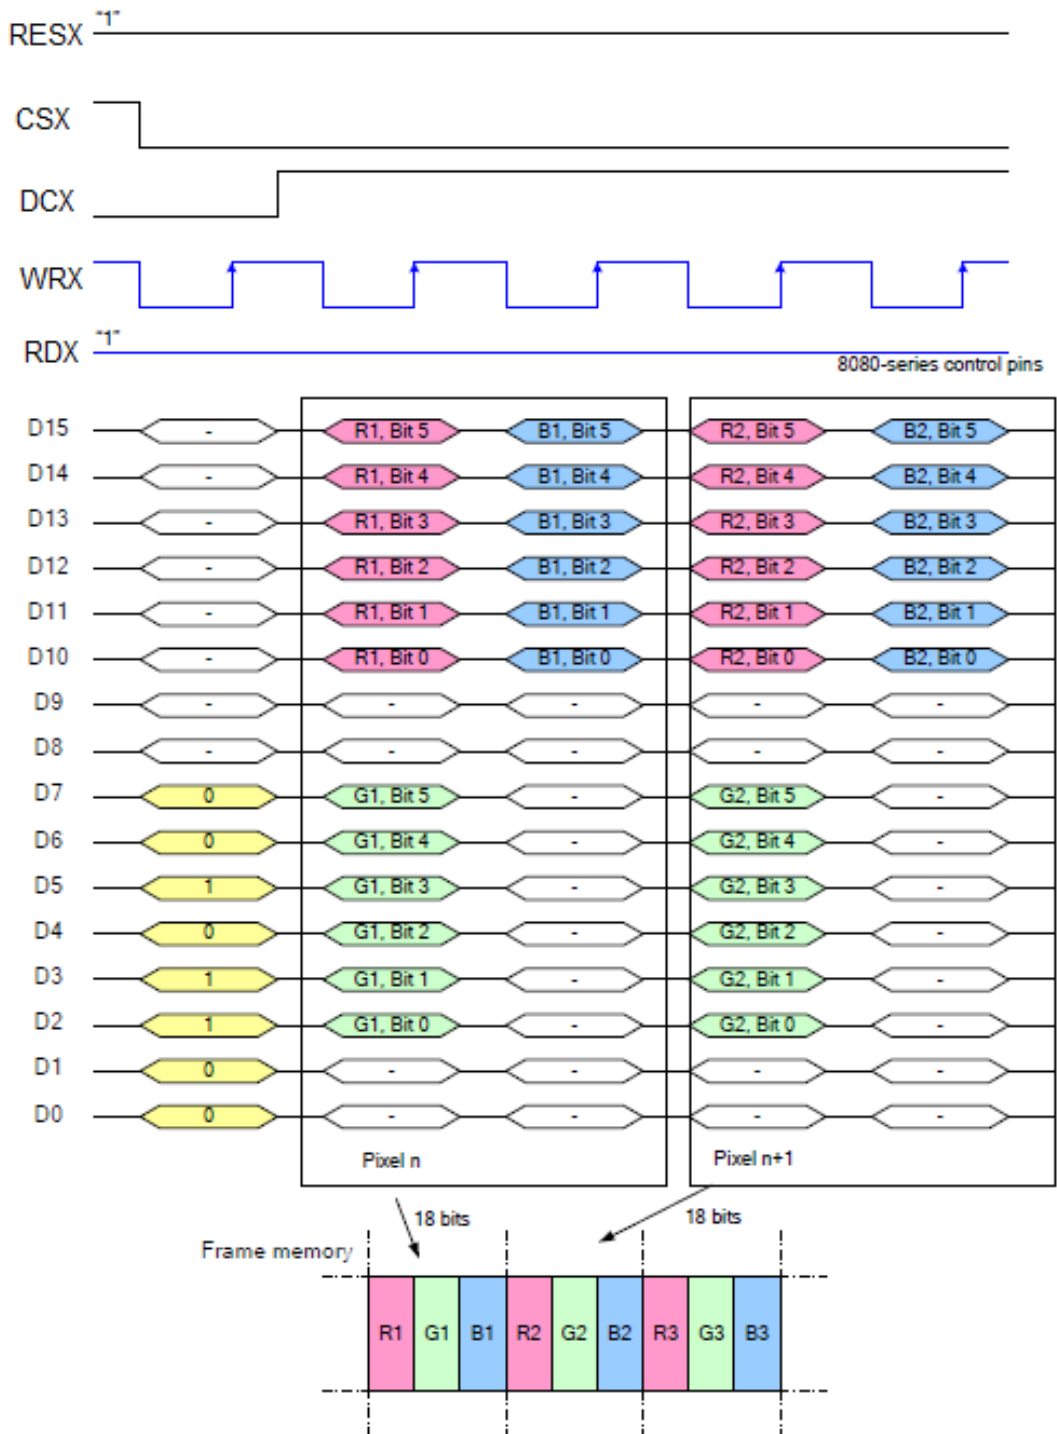 RESX "1"
CSX
DCX
WRX
RDX "1"
8080-series control pins
D15 - R1, Bit 5 B1, Bit 5 R2, Bit 5 B2, Bit 5
D14 - R1, Bit 4 B1, Bit 4 R2, Bit 4 B2, Bit 4
D13 - R1, Bit 3 B1, Bit 3 R2, Bit 3 B2, Bit 3
D12 - R1, Bit 2 B1, Bit 2 R2, Bit 2 B2, Bit 2
D11 - R1, Bit 1 B1, Bit 1 R2, Bit 1 B2, Bit 1
D10 - R1, Bit 0 B1, Bit 0 R2, Bit 0 B2, Bit 0
D9 - - - - -
D8 - - - - -
D7 0 G1, Bit 5 - G2, Bit 5 -
D6 0 G1, Bit 4 - G2, Bit 4 -
D5 1 G1, Bit 3 - G2, Bit 3 -
D4 0 G1, Bit 2 - G2, Bit 2 -
D3 1 G1, Bit 1 - G2, Bit 1 -
D2 1 G1, Bit 0 - G2, Bit 0 -
D1 0 - - - -
D0 0 - - - -
Pixel n Pixel n+1
18 bits 18 bits
Frame memory
R1 G1 B1 R2 G2 B2 R3 G3 B3